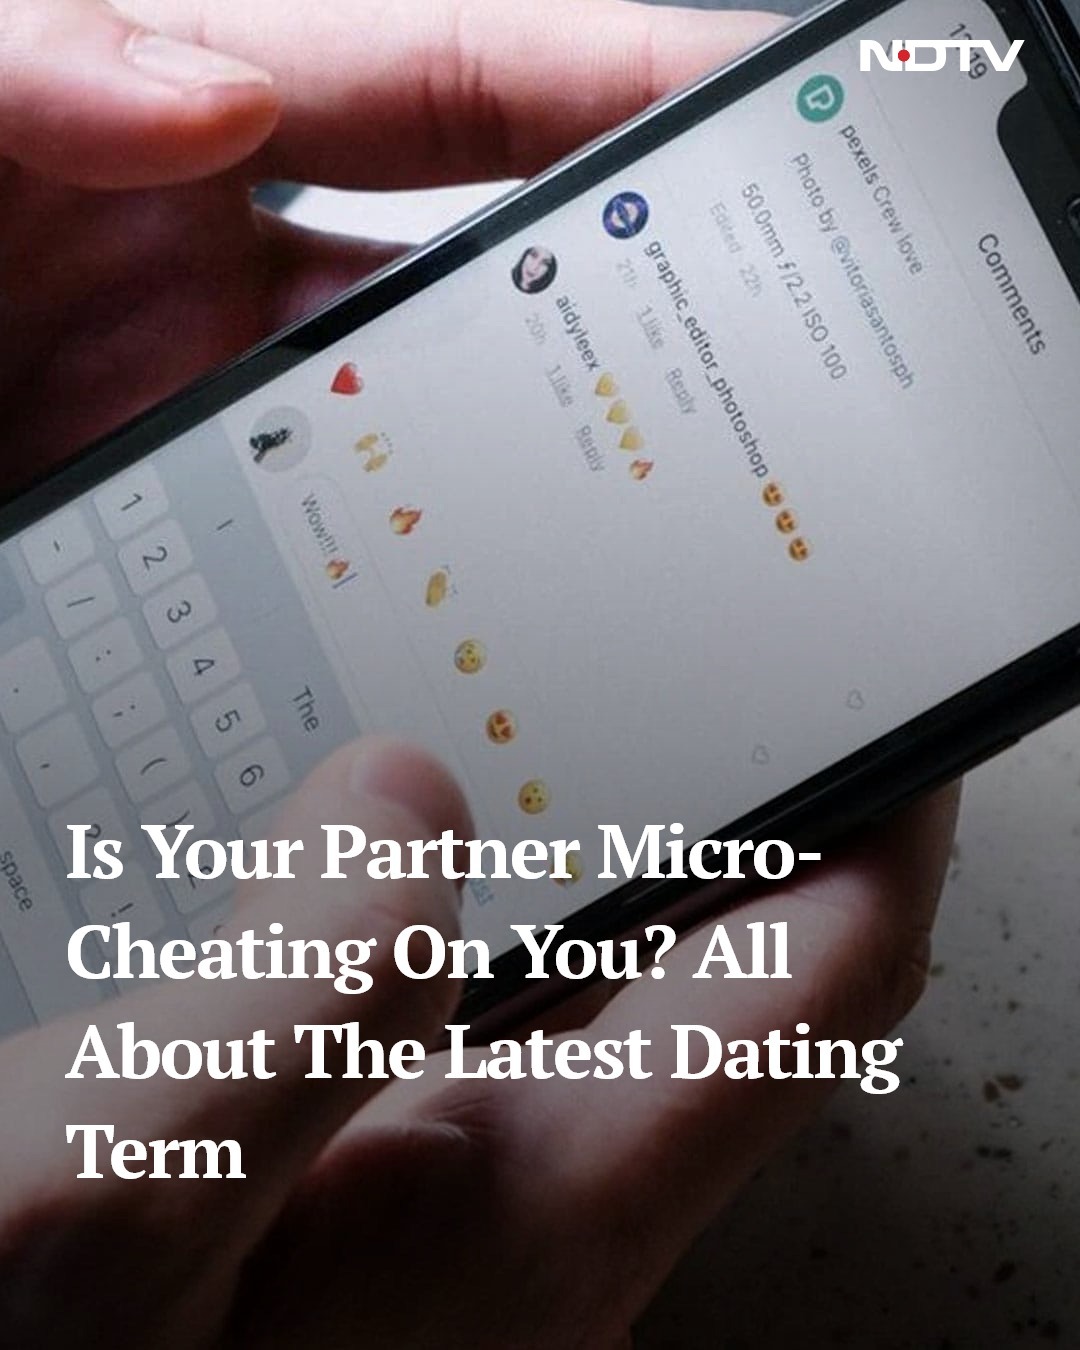 NDTV
Comments
pexels Crew love
Photo by @vitoriasantosph
50.0mm ƒ/2.2 ISO 100
Edited 22h
graphic_editor_photoshop 😍😍😍
21h 1 like Reply
aidyleex 💛💛💛🔥
20h 1 like Reply
Wow!!! 🔥
I
The
1 2 3 4 5 6
- / : ; ( )
. , ? !
space
Is Your Partner Micro-
Cheating On You? All
About The Latest Dating
Term